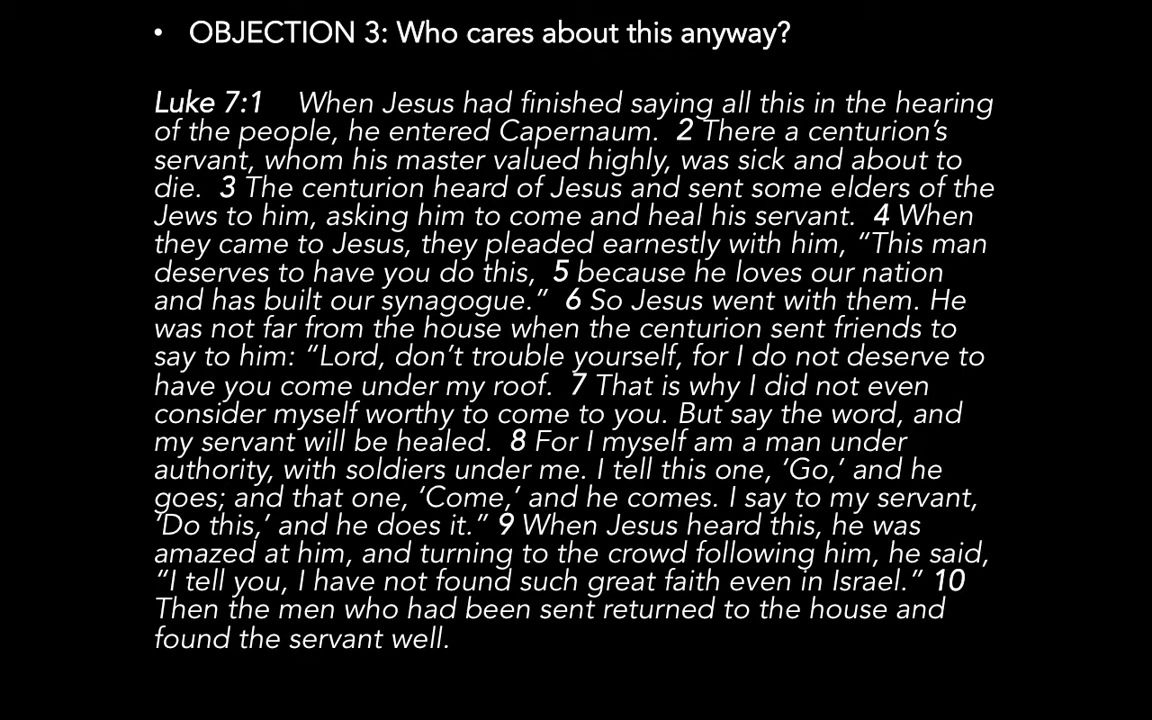 • OBJECTION 3: Who cares about this anyway?
Luke 7:1 When Jesus had finished saying all this in the hearing
of the people, he entered Capernaum. 2 There a centurion’s
servant, whom his master valued highly, was sick and about to
die. 3 The centurion heard of Jesus and sent some elders of the
Jews to him, asking him to come and heal his servant. 4 When
they came to Jesus, they pleaded earnestly with him, “This man
deserves to have you do this, 5 because he loves our nation
and has built our synagogue.” 6 So Jesus went with them. He
was not far from the house when the centurion sent friends to
say to him: “Lord, don’t trouble yourself, for I do not deserve to
have you come under my roof. 7 That is why I did not even
consider myself worthy to come to you. But say the word, and
my servant will be healed. 8 For I myself am a man under
authority, with soldiers under me. I tell this one, ‘Go,’ and he
goes; and that one, ‘Come,’ and he comes. I say to my servant,
‘Do this,’ and he does it.” 9 When Jesus heard this, he was
amazed at him, and turning to the crowd following him, he said,
“I tell you, I have not found such great faith even in Israel.” 10
Then the men who had been sent returned to the house and
found the servant well.